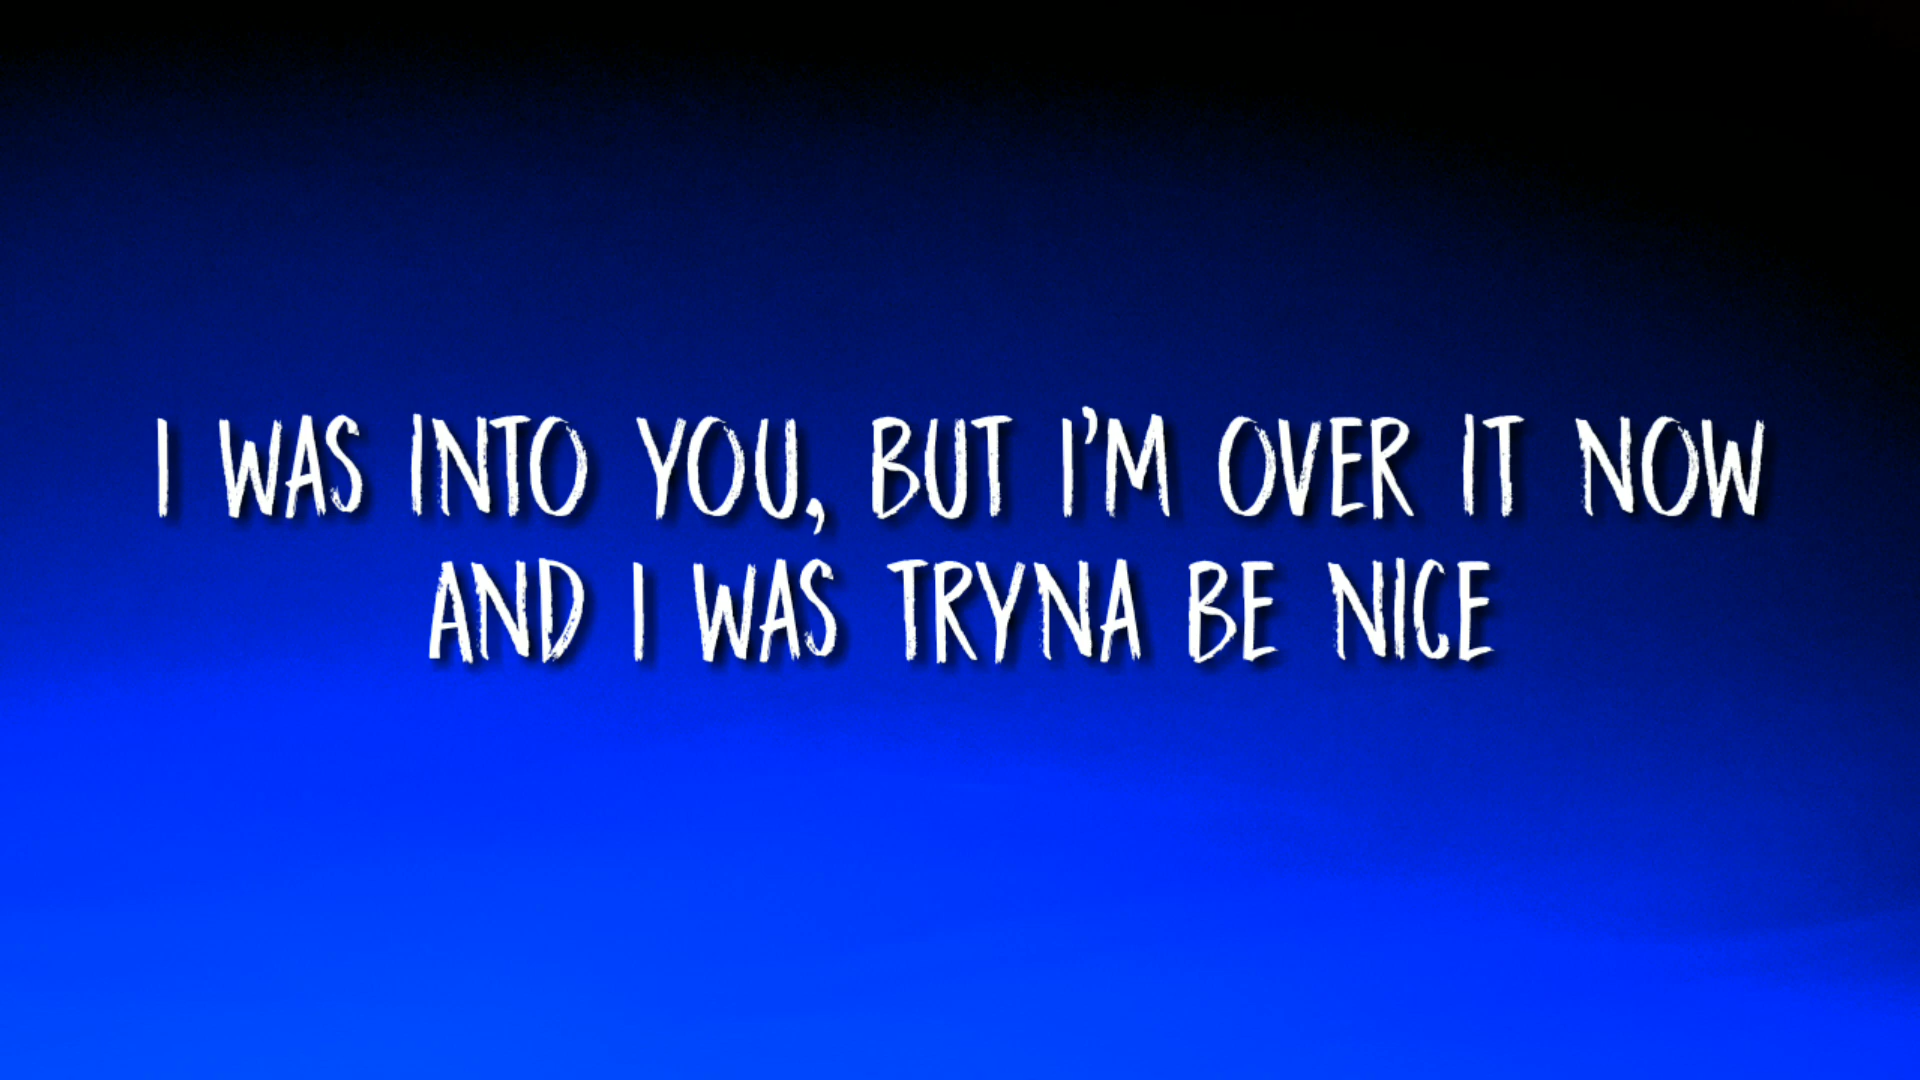 I WAS INTO YOU, BUT I'M OVER IT NOW
AND I WAS TRYNA BE NICE